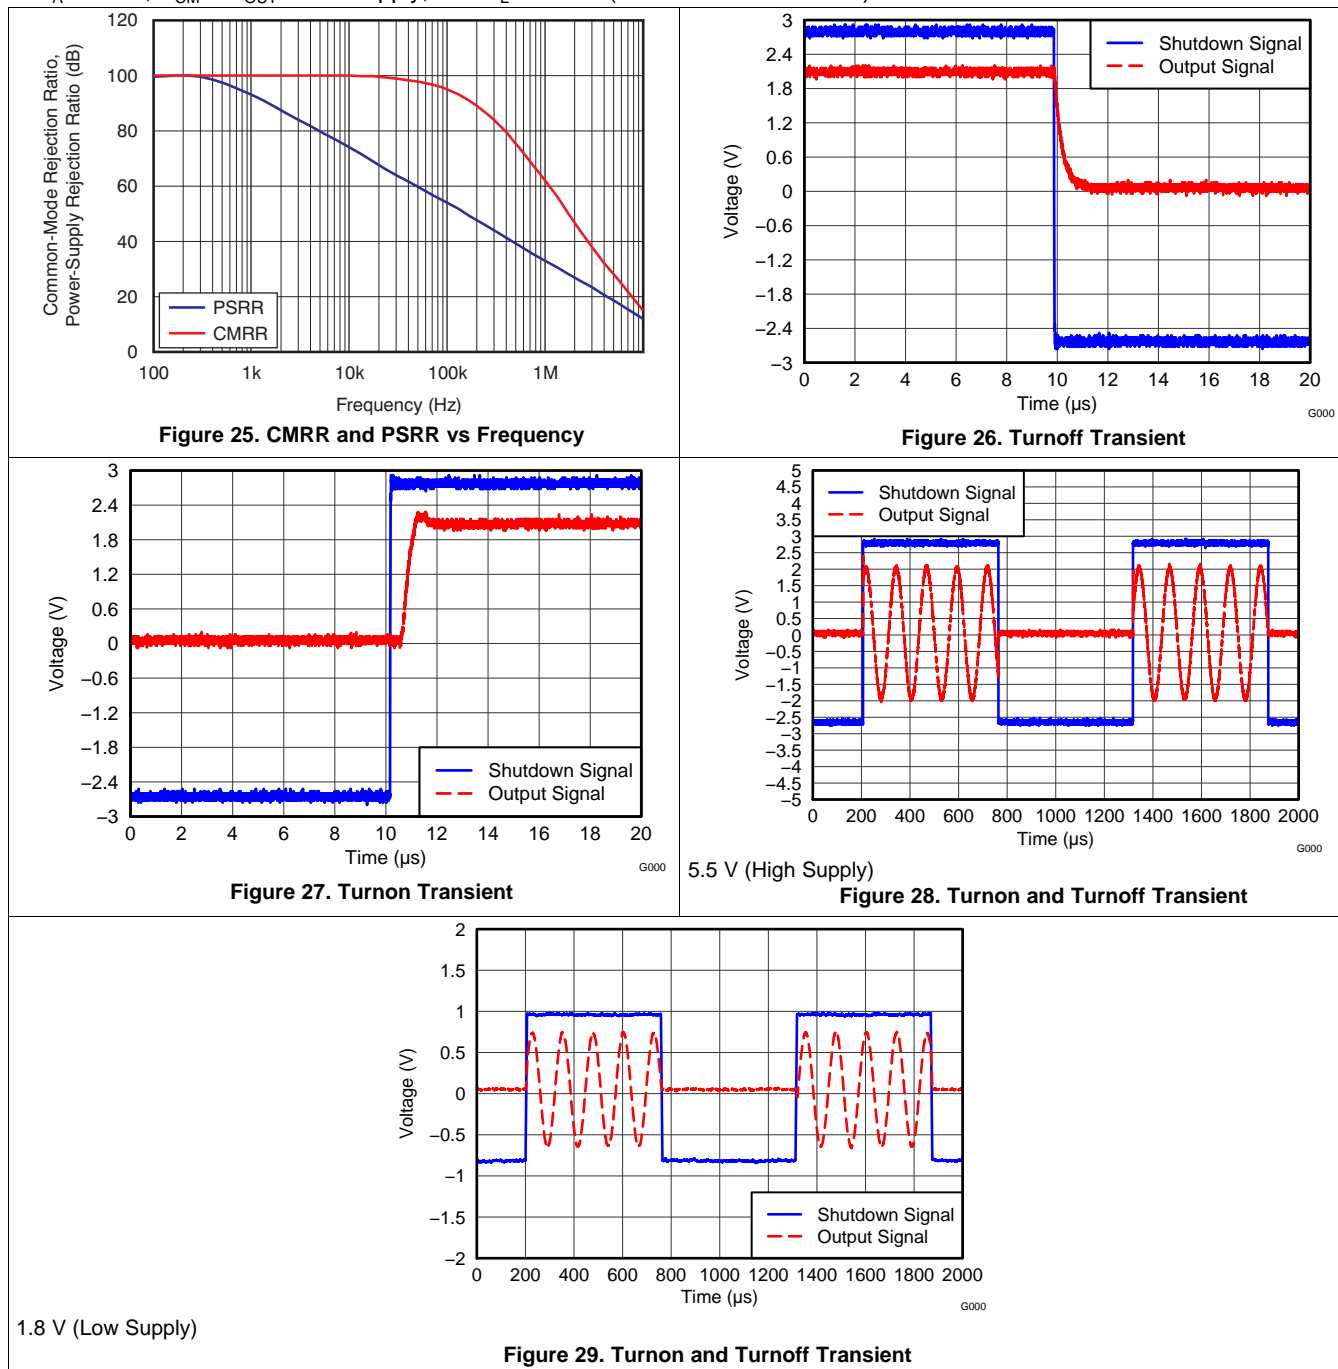 120
100
80
60
40
20
0
Common-Mode Rejection Ratio,
Power-Supply Rejection Ratio (dB)
PSRR
CMRR
100 1k 10k 100k 1M
Frequency (Hz)
Figure 25. CMRR and PSRR vs Frequency
3
2.4
1.8
1.2
0.6
0
−0.6
−1.2
−1.8
−2.4
−3
Voltage (V)
Shutdown Signal
Output Signal
0 2 4 6 8 10 12 14 16 18 20
Time (µs)
G000
Figure 26. Turnoff Transient
3
2.4
1.8
1.2
0.6
0
−0.6
−1.2
−1.8
−2.4
−3
Voltage (V)
Shutdown Signal
Output Signal
0 2 4 6 8 10 12 14 16 18 20
Time (µs)
G000
Figure 27. Turnon Transient
5
4.5
4
3.5
3
2.5
2
1.5
1
0.5
0
−0.5
−1
−1.5
−2
−2.5
−3
−3.5
−4
−4.5
−5
Voltage (V)
Shutdown Signal
Output Signal
0 200 400 600 800 1000 1200 1400 1600 1800 2000
Time (µs)
G000
5.5 V (High Supply)
Figure 28. Turnon and Turnoff Transient
2
1.5
1
0.5
0
−0.5
−1
−1.5
−2
Voltage (V)
Shutdown Signal
Output Signal
0 200 400 600 800 1000 1200 1400 1600 1800 2000
Time (µs)
G000
1.8 V (Low Supply)
Figure 29. Turnon and Turnoff Transient